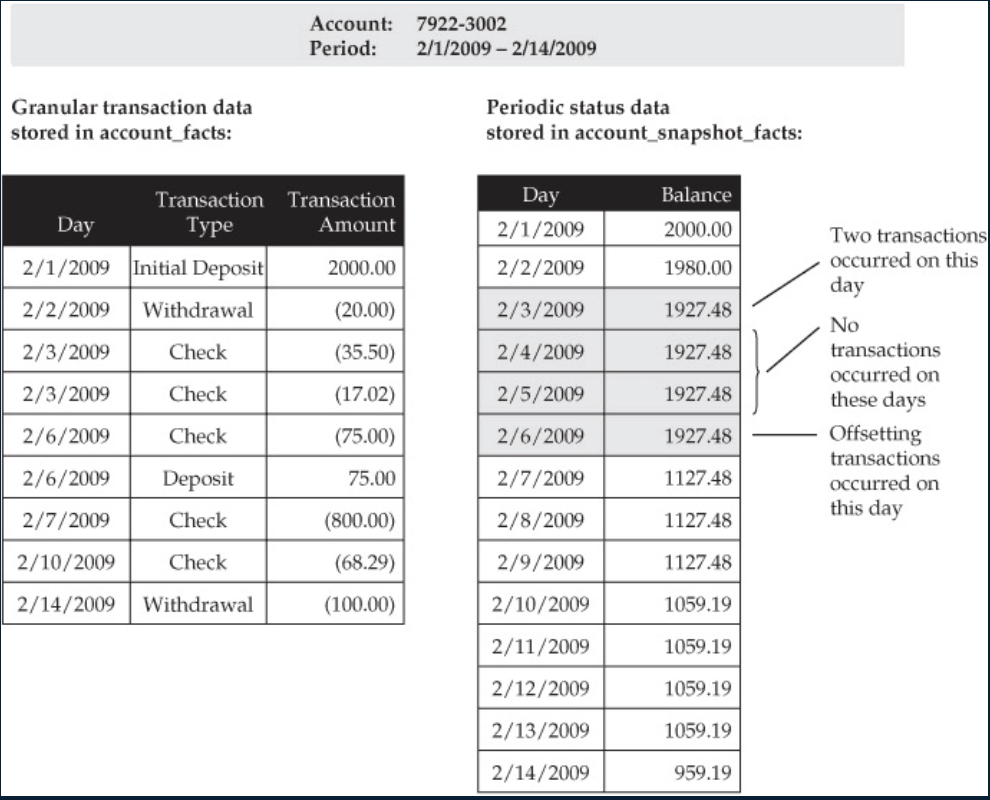 Account: 7922-3002
Period: 2/1/2009 – 2/14/2009
Granular transaction data
stored in account_facts:
Day Transaction Type Transaction Amount
2/1/2009 Initial Deposit 2000.00
2/2/2009 Withdrawal (20.00)
2/3/2009 Check (35.50)
2/3/2009 Check (17.02)
2/6/2009 Check (75.00)
2/6/2009 Deposit 75.00
2/7/2009 Check (800.00)
2/10/2009 Check (68.29)
2/14/2009 Withdrawal (100.00)
Periodic status data
stored in account_snapshot_facts:
Day Balance
2/1/2009 2000.00
2/2/2009 1980.00
2/3/2009 1927.48
2/4/2009 1927.48
2/5/2009 1927.48
2/6/2009 1927.48
2/7/2009 1127.48
2/8/2009 1127.48
2/9/2009 1127.48
2/10/2009 1059.19
2/11/2009 1059.19
2/12/2009 1059.19
2/13/2009 1059.19
2/14/2009 959.19
Two transactions
occurred on this
day
No
transactions
occurred on
these days
Offsetting
transactions
occurred on
this day